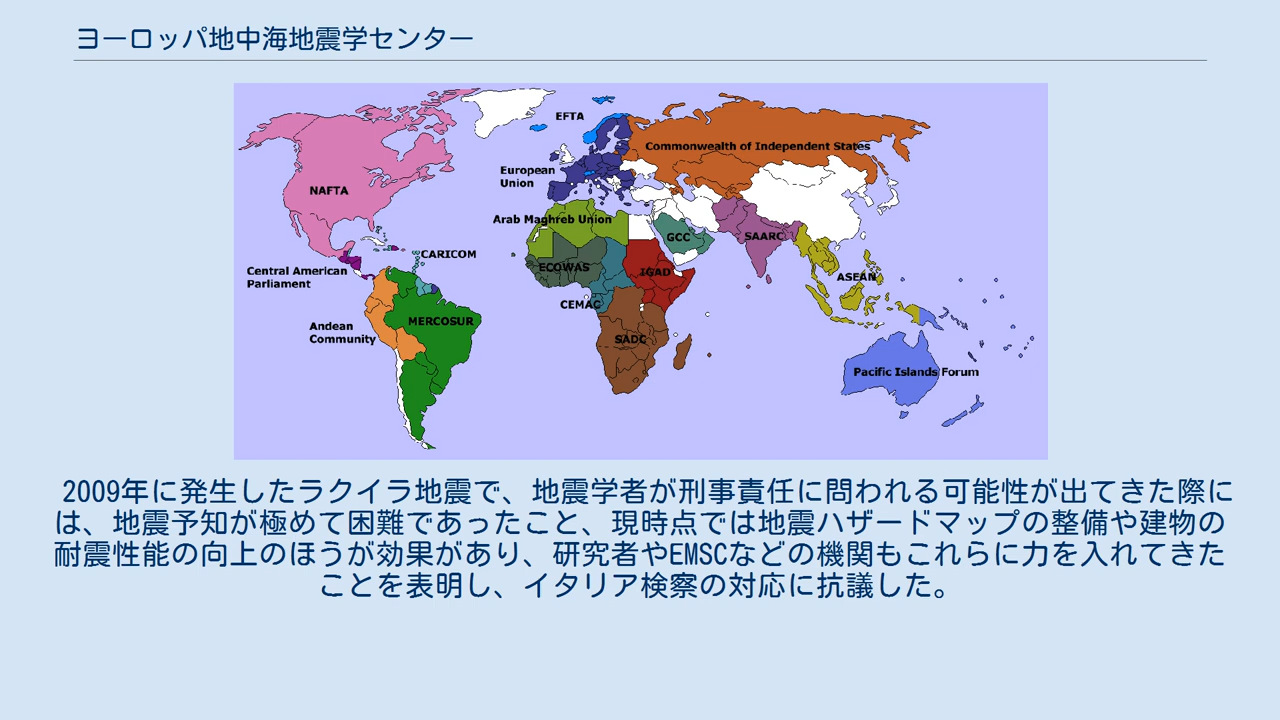 ヨーロッパ地中海地震学センター
EFTA
Commonwealth of Independent States
European
Union
NAFTA
Arab Maghreb Union
GCC
SAARC
CARICOM
ECOWAS
IGAD
ASEAN
Central American
Parliament
CEMAC
MERCOSUR
Andean
Community
SADC
Pacific Islands Forum
2009年に発生したラクイラ地震で、地震学者が刑事責任に問われる可能性が出てきた際に
は、地震予知が極めて困難であったこと、現時点では地震ハザードマップの整備や建物の
耐震性能の向上のほうが効果があり、研究者やEMSCなどの機関もこれらに力を入れてきた
ことを表明し、イタリア検察の対応に抗議した。